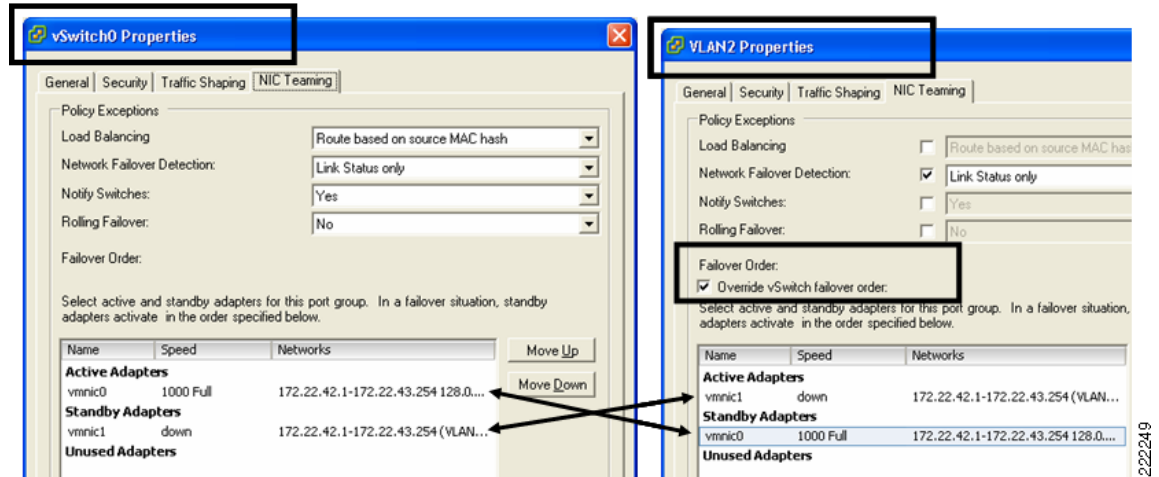 vSwitch0 Properties
General Security Traffic Shaping NIC Teaming
Policy Exceptions
Load Balancing Route based on source MAC hash
Network Failover Detection: Link Status only
Notify Switches: Yes
Rolling Failover: No
Failover Order:
Select active and standby adapters for this port group. In a failover situation, standby
adapters activate in the order specified below.
Name Speed Networks
Move Up
Active Adapters
vmnic0 1000 Full 172.22.42.1-172.22.43.254 128.0....
Move Down
Standby Adapters
vmnic1 down 172.22.42.1-172.22.43.254 (VLAN...
Unused Adapters
VLAN2 Properties
General Security Traffic Shaping NIC Teaming
Policy Exceptions
Load Balancing Route based on source MAC has
Network Failover Detection: Link Status only
Notify Switches: Yes
Rolling Failover: No
Failover Order:
Override vSwitch failover order:
Select active and standby adapters for this port group. In a failover situation,
adapters activate in the order specified below.
Name Speed Networks
Active Adapters
vmnic1 down 172.22.42.1-172.22.43.254 (VLAN...
Standby Adapters
vmnic0 1000 Full 172.22.42.1-172.22.43.254 128.0....
Unused Adapters
222249